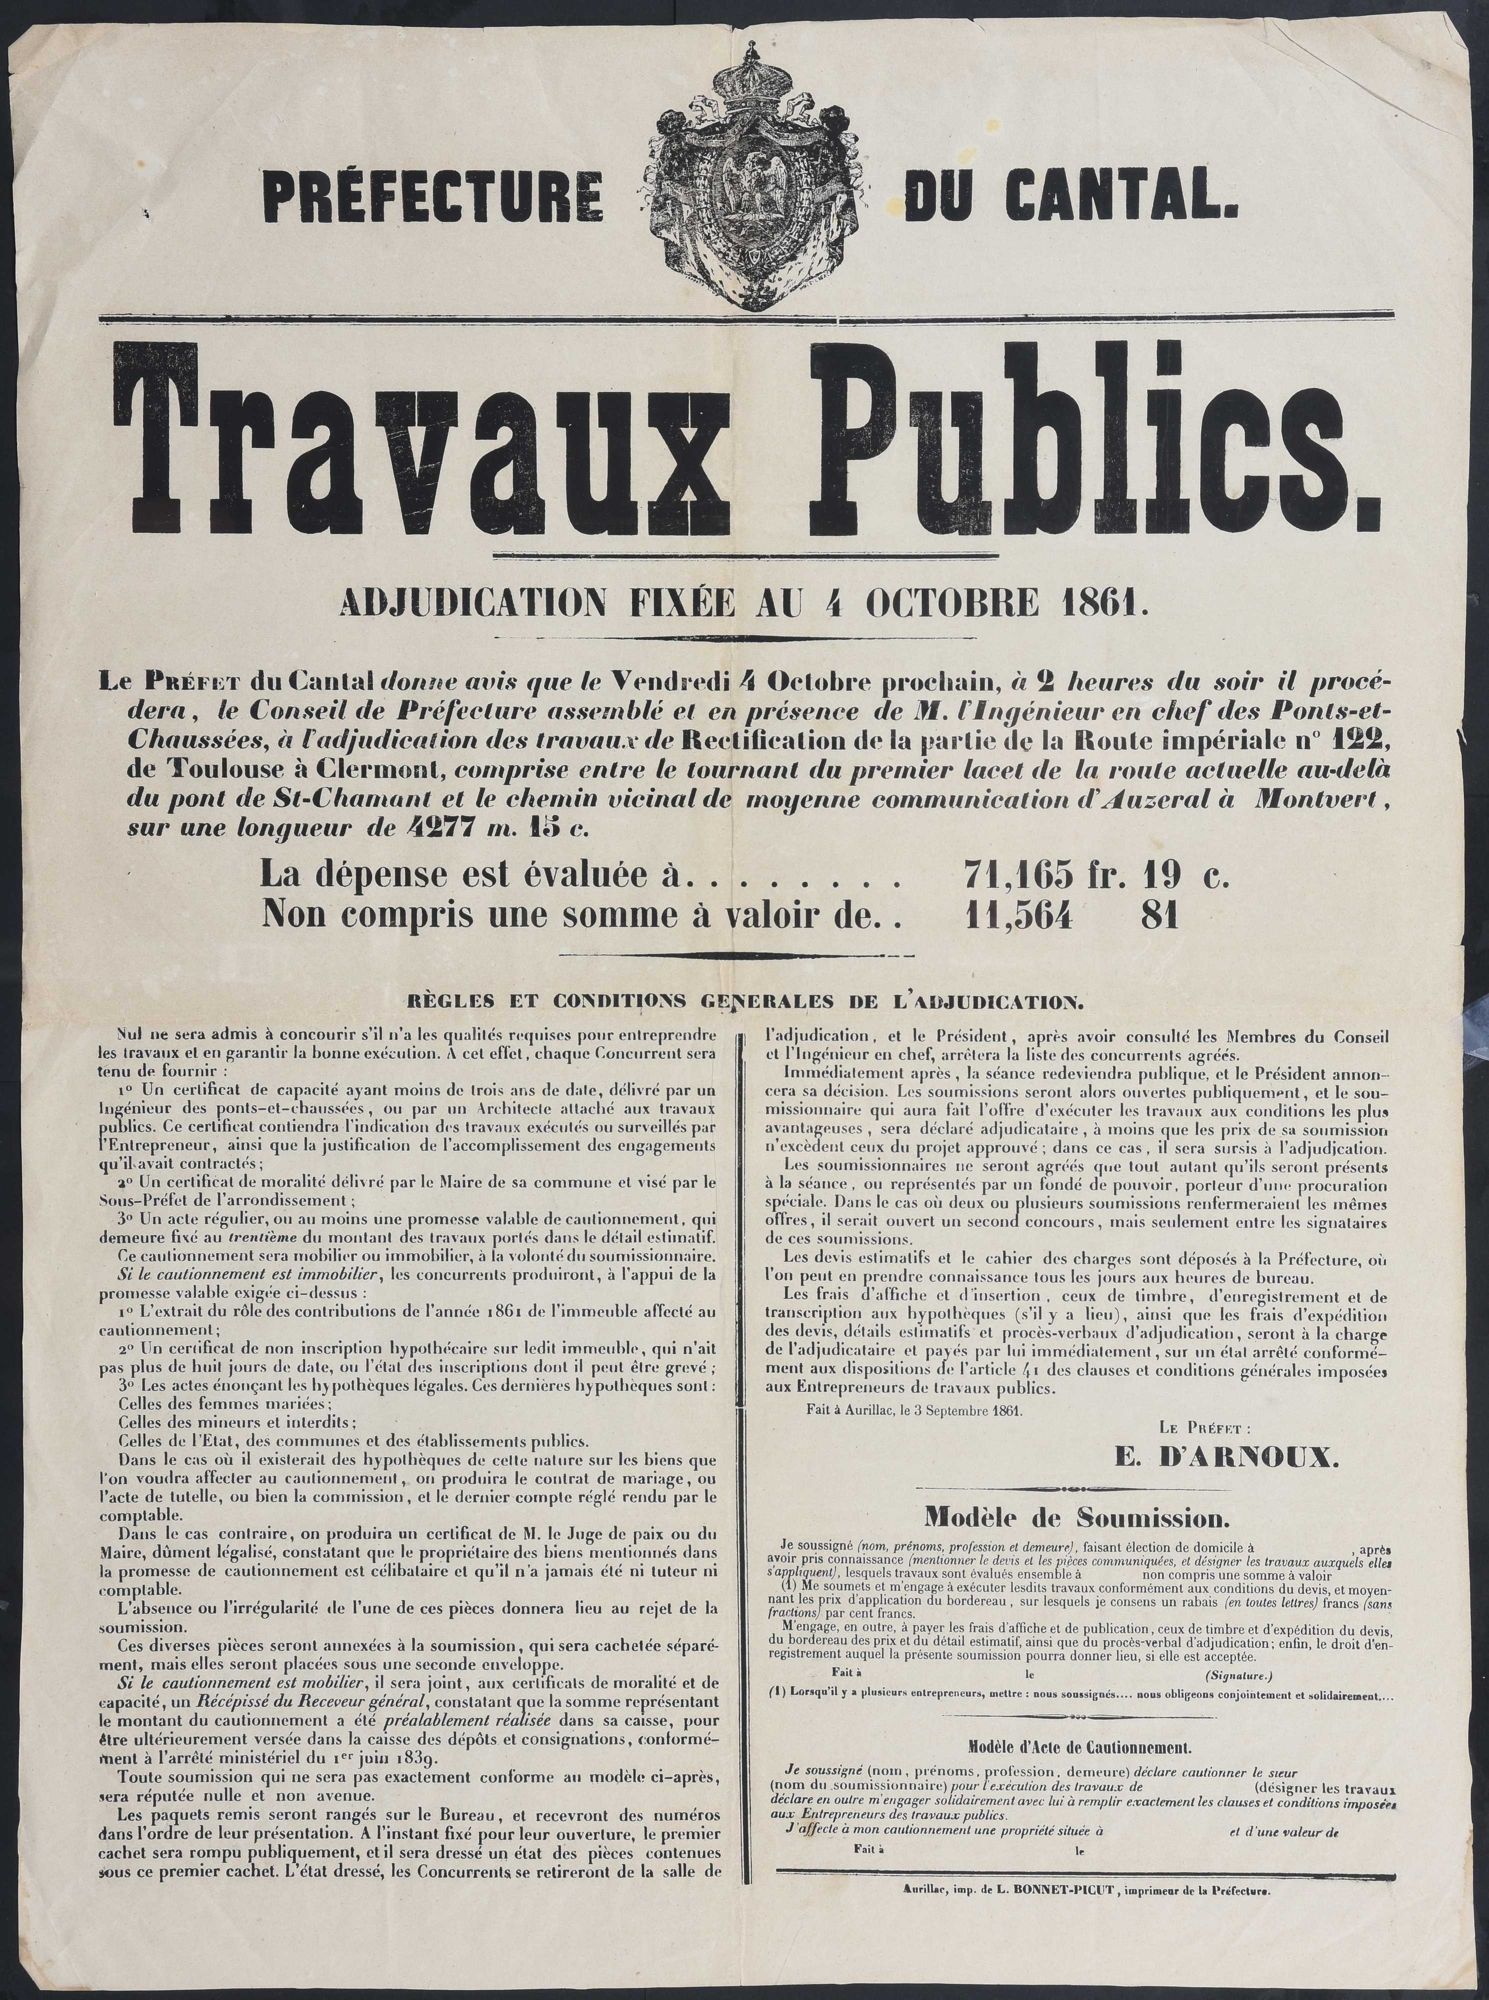 PRÉFECTURE DU CANTAL.
Travaux Publics.
ADJUDICATION FIXÉE AU 4 OCTOBRE 1861.
LE PRÉFET du Cantal donne avis que le Vendredi 4 Octobre prochain, à 2 heures du soir il procé-
dera, le Conseil de Préfecture assemblé et en présence de M. l'Ingénieur en chef des Ponts-et-
Chaussées, à l'adjudication des travaux de Rectification de la partie de la Route impériale n° 122,
de Toulouse à Clermont, comprise entre le tournant du premier lacet de la route actuelle au-delà
du pont de St-Chamant et le chemin vicinal de moyenne communication d'Auzeral à Montvert,
sur une longueur de 4277 m. 15 c.
La dépense est évaluée à. . . . . . . . . 71,165 fr. 19 c.
Non compris une somme à valoir de. . 11,564 81
RÈGLES ET CONDITIONS GENERALES DE L'ADJUDICATION.
Nul ne sera admis à concourir s'il n'a les qualités requises pour entreprendre
les travaux et en garantir la bonne exécution. A cet effet, chaque Concurrent sera
tenu de fournir :
1° Un certificat de capacité ayant moins de trois ans de date, délivré par un
Ingénieur des ponts-et-chaussées, ou par un Architecte attaché aux travaux
publics. Ce certificat contiendra l'indication des travaux exécutés ou surveillés par
l'Entrepreneur, ainsi que la justification de l'accomplissement des engagements
qu'il avait contractés;
2° Un certificat de moralité délivré par le Maire de sa commune et visé par le
Sous-Préfet de l'arrondissement;
3° Un acte régulier, ou au moins une promesse valable de cautionnement, qui
demeure fixé au trentième du montant des travaux portés dans le détail estimatif.
Ce cautionnement sera mobilier ou immobilier, à la volonté du soumissionnaire.
Si le cautionnement est immobilier, les concurrents produiront, à l'appui de la
promesse valable exigée ci-dessus :
1° L'extrait du rôle des contributions de l'année 1861 de l'immeuble affecté au
cautionnement;
2° Un certificat de non inscription hypothécaire sur ledit immeuble, qui n'ait
pas plus de huit jours de date, ou l'état des inscriptions dont il peut être grevé;
3° Les actes énonçant les hypothèques légales. Ces dernières hypothèques sont :
Celles des femmes mariées;
Celles des mineurs et interdits;
Celles de l'Etat, des communes et des établissements publics.
Dans le cas où il existerait des hypothèques de cette nature sur les biens que
l'on voudra affecter au cautionnement, on produira le contrat de mariage, ou
l'acte de tutelle, ou bien la commission, et le dernier compte réglé rendu par le
comptable.
Dans le cas contraire, on produira un certificat de M. le Juge de paix ou du
Maire, dûment légalisé, constatant que le propriétaire des biens mentionnés dans
la promesse de cautionnement est célibataire et qu'il n'a jamais été ni tuteur ni
comptable.
L'absence ou l'irrégularité de l'une de ces pièces donnera lieu au rejet de la
soumission.
Ces diverses pièces seront annexées à la soumission, qui sera cachetée séparé-
ment, mais elles seront placées sous une seconde enveloppe.
Si le cautionnement est mobilier, il sera joint, aux certificats de moralité et de
capacité, un Récépissé du Receveur général, constatant que la somme représentant
le montant du cautionnement a été préalablement réalisée dans sa caisse, pour
être ultérieurement versée dans la caisse des dépôts et consignations, conformé-
ment à l'arrêté ministériel du 1er juin 1839.
Toute soumission qui ne sera pas exactement conforme au modèle ci-après,
sera réputée nulle et non avenue.
Les paquets remis seront rangés sur le Bureau, et recevront des numéros
dans l'ordre de leur présentation. A l'instant fixé pour leur ouverture, le premier
cachet sera rompu publiquement, et il sera dressé un état des pièces contenues
sous ce premier cachet. L'état dressé, les Concurrents se retireront de la salle de
l'adjudication, et le Président, après avoir consulté les Membres du Conseil
et l'Ingénieur en chef, arrêtera la liste des concurrents agréés.
Immédiatement après, la séance redeviendra publique, et le Président annon-
cera sa décision. Les soumissions seront alors ouvertes publiquement, et le sou-
missionnaire qui aura fait l'offre d'exécuter les travaux aux conditions les plus
avantageuses, sera déclaré adjudicataire, à moins que les prix de sa soumission
n'excèdent ceux du projet approuvé; dans ce cas, il sera sursis à l'adjudication.
Les soumissionnaires ne seront agréés que tout autant qu'ils seront présents
à la séance, ou représentés par un fondé de pouvoir, porteur d'une procuration
spéciale. Dans le cas où deux ou plusieurs soumissions renfermeraient les mêmes
offres, il serait ouvert un second concours, mais seulement entre les signataires
de ces soumissions.
Les devis estimatifs et le cahier des charges sont déposés à la Préfecture, où
l'on peut en prendre connaissance tous les jours aux heures de bureau.
Les frais d'affiche et d'insertion, ceux de timbre, d'enregistrement et de
transcription aux hypothèques (s'il y a lieu), ainsi que les frais d'expédition
des devis, détails estimatifs et procès-verbaux d'adjudication, seront à la charge
de l'adjudicataire et payés par lui immédiatement, sur un état arrêté conformé-
ment aux dispositions de l'article 41 des clauses et conditions générales imposées
aux Entrepreneurs de travaux publics.
Fait à Aurillac, le 3 Septembre 1861.
LE PRÉFET :
E. D'ARNOUX.
Modèle de Soumission.
Je soussigné (nom, prénoms, profession et demeure), faisant élection de domicile à , après
avoir pris connaissance (mentionner le devis et les pièces communiquées, et désigner les travaux auxquels elles
s'appliquent), lesquels travaux sont évalués ensemble à non compris une somme à valoir
(1) Me soumets et m'engage à exécuter lesdits travaux conformément aux conditions du devis, et moyen-
nant les prix d'application du bordereau, sur lesquels je consens un rabais (en toutes lettres) francs (sans
fractions) par cent francs.
M'engage, en outre, à payer les frais d'affiche et de publication, ceux de timbre et d'expédition du devis,
du bordereau des prix et du détail estimatif, ainsi que du procès-verbal d'adjudication; enfin, le droit d'en-
registrement auquel la présente soumission pourra donner lieu, si elle est acceptée.
Fait à le (Signature.)
(1) Lorsqu'il y a plusieurs entrepreneurs, mettre : nous soussignés.... nous obligeons conjointement et solidairement....
Modèle d'Acte de Cautionnement.
Je soussigné (nom, prénoms, profession, demeure) déclare cautionner le sieur
(nom du soumissionnaire) pour l'exécution des travaux de (désigner les travaux
déclare en outre m'engager solidairement avec lui à remplir exactement les clauses et conditions imposées
aux Entrepreneurs des travaux publics.
J'affecte à mon cautionnement une propriété située à et d'une valeur de
Fait à le
Aurillac, imp. de L. BONNET-PICUT, imprimeur de la Préfecture.